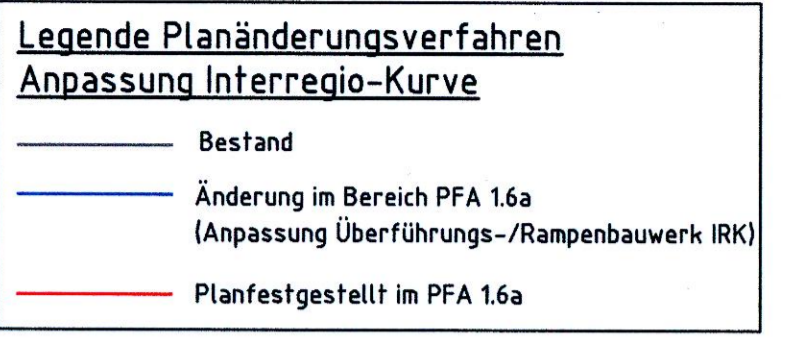 Legende Planänderungsverfahren
Anpassung Interregio-Kurve
Bestand
Änderung im Bereich PFA 1.6a
(Anpassung Überführungs-/Rampenbauwerk IRK)
Planfestgestellt im PFA 1.6a